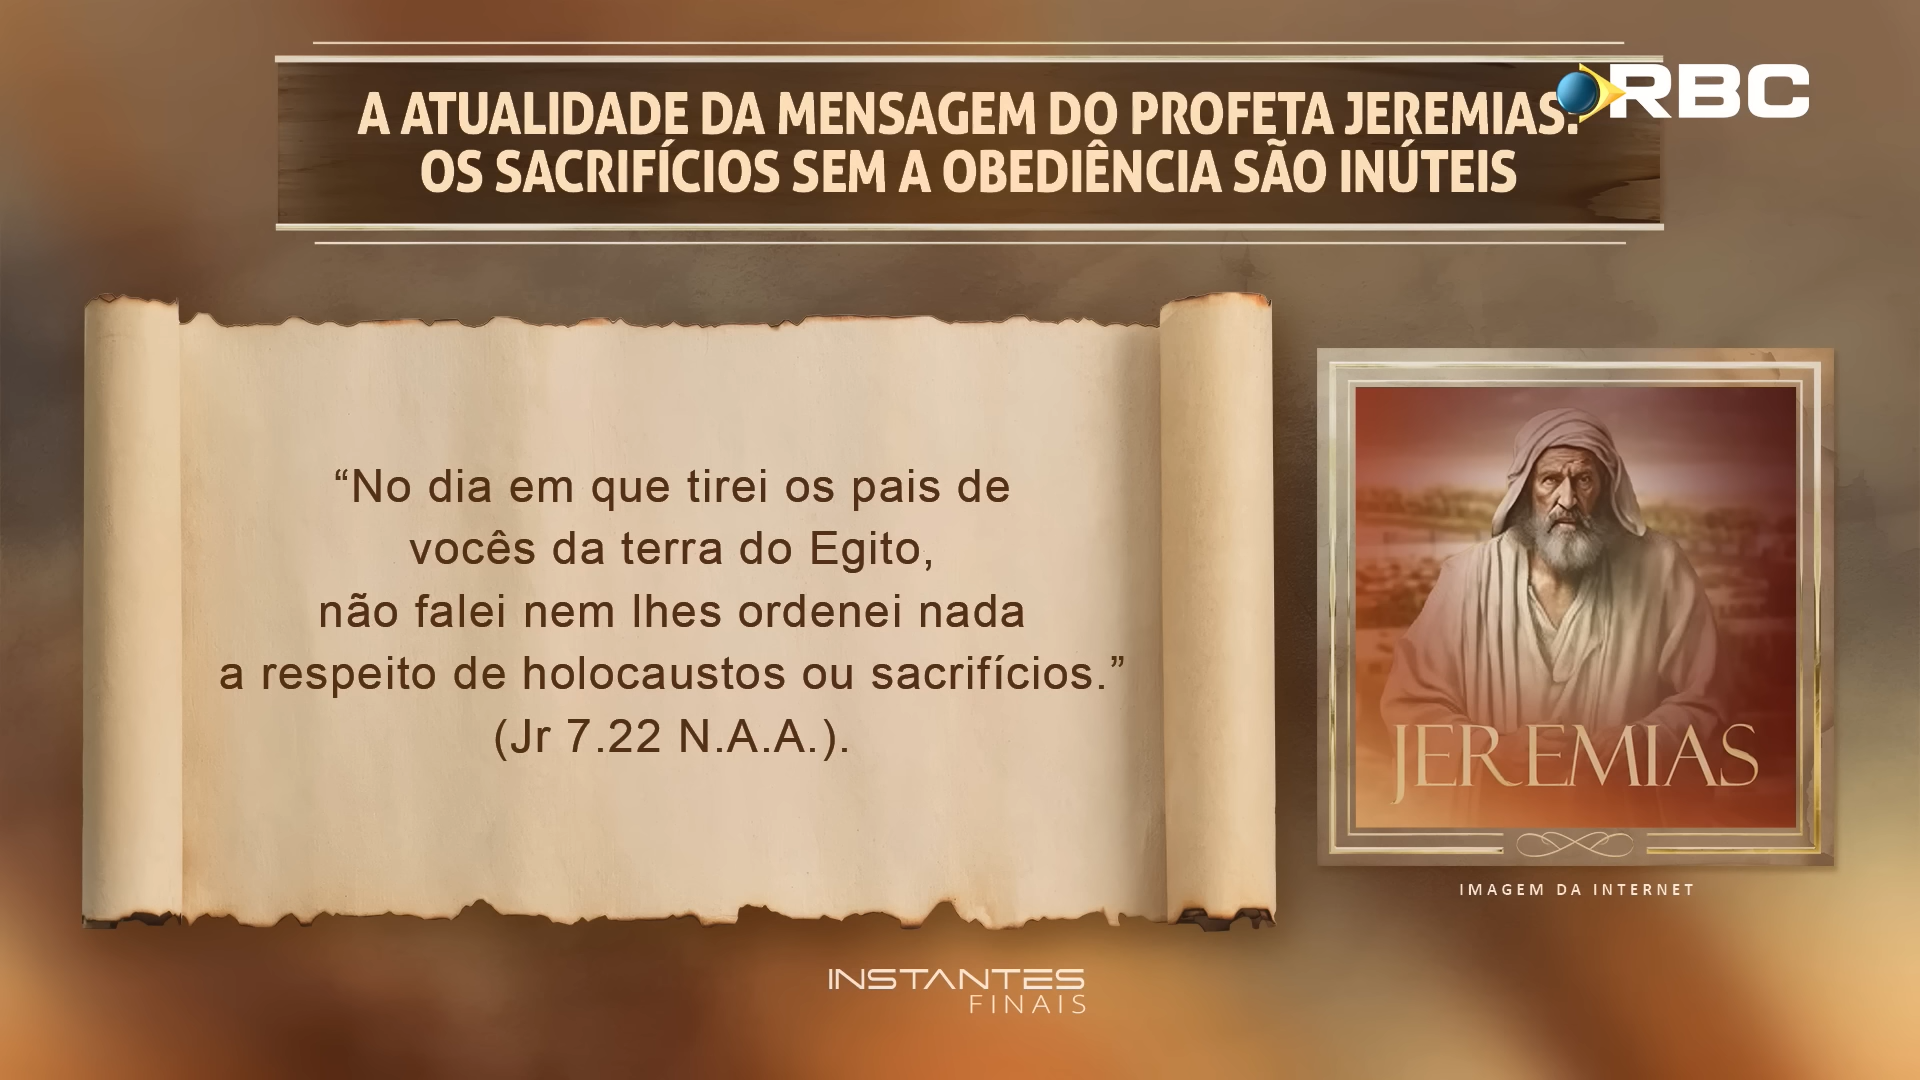 A ATUALIDADE DA MENSAGEM DO PROFETA JEREMIAS:
OS SACRIFÍCIOS SEM A OBEDIÊNCIA SÃO INÚTEIS
RBC
“No dia em que tirei os pais de
vocês da terra do Egito,
não falei nem lhes ordenei nada
a respeito de holocaustos ou sacrifícios.”
(Jr 7.22 N.A.A.).
JEREMIAS
IMAGEM DA INTERNET
INSTANTES
FINAIS